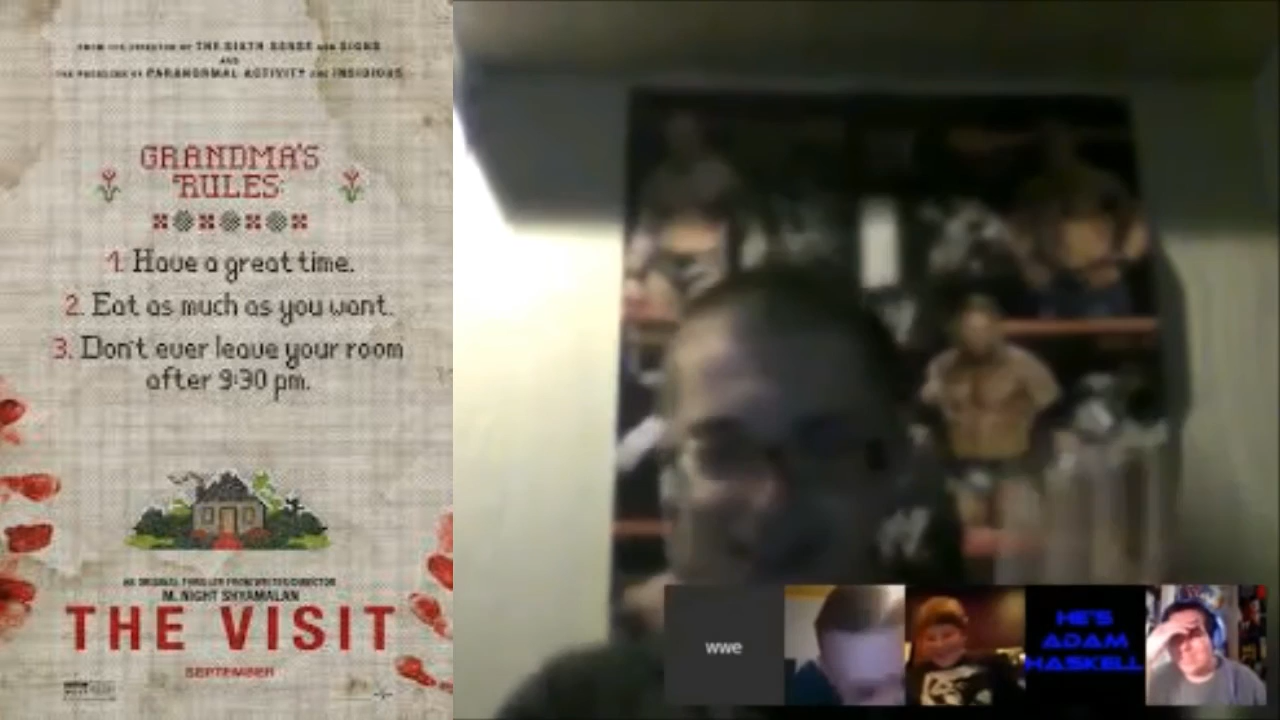 FROM THE DIRECTOR OF THE SIXTH SENSE AND SIGNS
AND
THE PRODUCER OF PARANORMAL ACTIVITY AND INSIDIOUS
GRANDMA'S
RULES:
1. Have a great time.
2. Eat as much as you want.
3. Don't ever leave your room
after 9:30 pm.
AN ORIGINAL THRILLER FROM WRITER/DIRECTOR
M. NIGHT SHYAMALAN
THE VISIT
SEPTEMBER
wwe
HE'S
ADAM
HASKELL